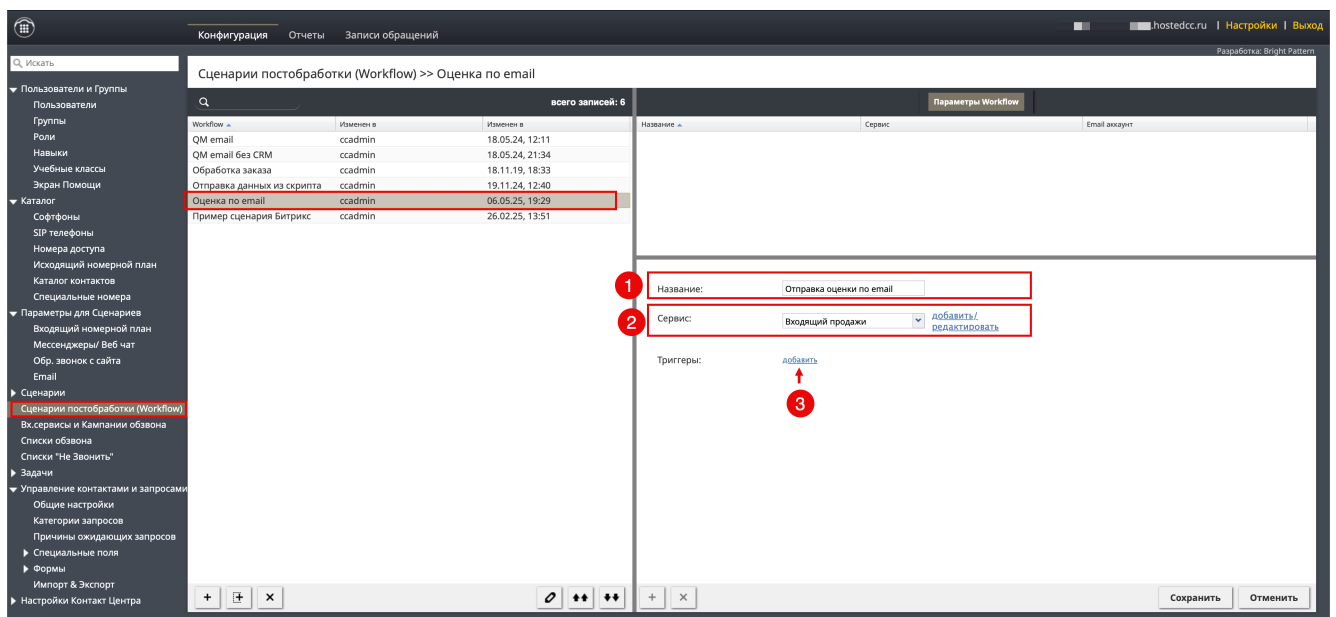 .hostedcc.ru | Настройки | Выход
Конфигурация Отчеты Записи обращений
Разработка: Bright Pattern
Искать
Сценарии постобработки (Workflow) >> Оценка по email
Пользователи и Группы
Пользователи
Группы
Роли
Навыки
Учебные классы
Экран Помощи
Каталог
Софтфоны
SIP телефоны
Номера доступа
Исходящий номерной план
Каталог контактов
Специальные номера
Параметры для Сценариев
Входящий номерной план
Мессенджеры/ Веб чат
Обр. звонок с сайта
Email
Сценарии
Сценарии постобработки (Workflow)
Вх.сервисы и Кампании обзвона
Списки обзвона
Списки "Не Звонить"
Задачи
Управление контактами и запросами
Общие настройки
Категории запросов
Причины ожидающих запросов
Специальные поля
Формы
Импорт & Экспорт
Настройки Контакт Центра
всего записей: 6
Workflow Изменен в Изменен в
QM email ccadmin 18.05.24, 12:11
QM email без CRM ccadmin 18.05.24, 21:34
Обработка заказа ccadmin 18.11.19, 18:33
Отправка данных из скрипта ccadmin 19.11.24, 12:40
Оценка по email ccadmin 06.05.25, 19:29
Пример сценария Битрикс ccadmin 26.02.25, 13:51
Параметры Workflow
Название Сервис Email аккаунт
1 Название: Отправка оценки по email
2 Сервис: Входящий продажи добавить/
редактировать
Триггеры: добавить
3
Сохранить Отменить